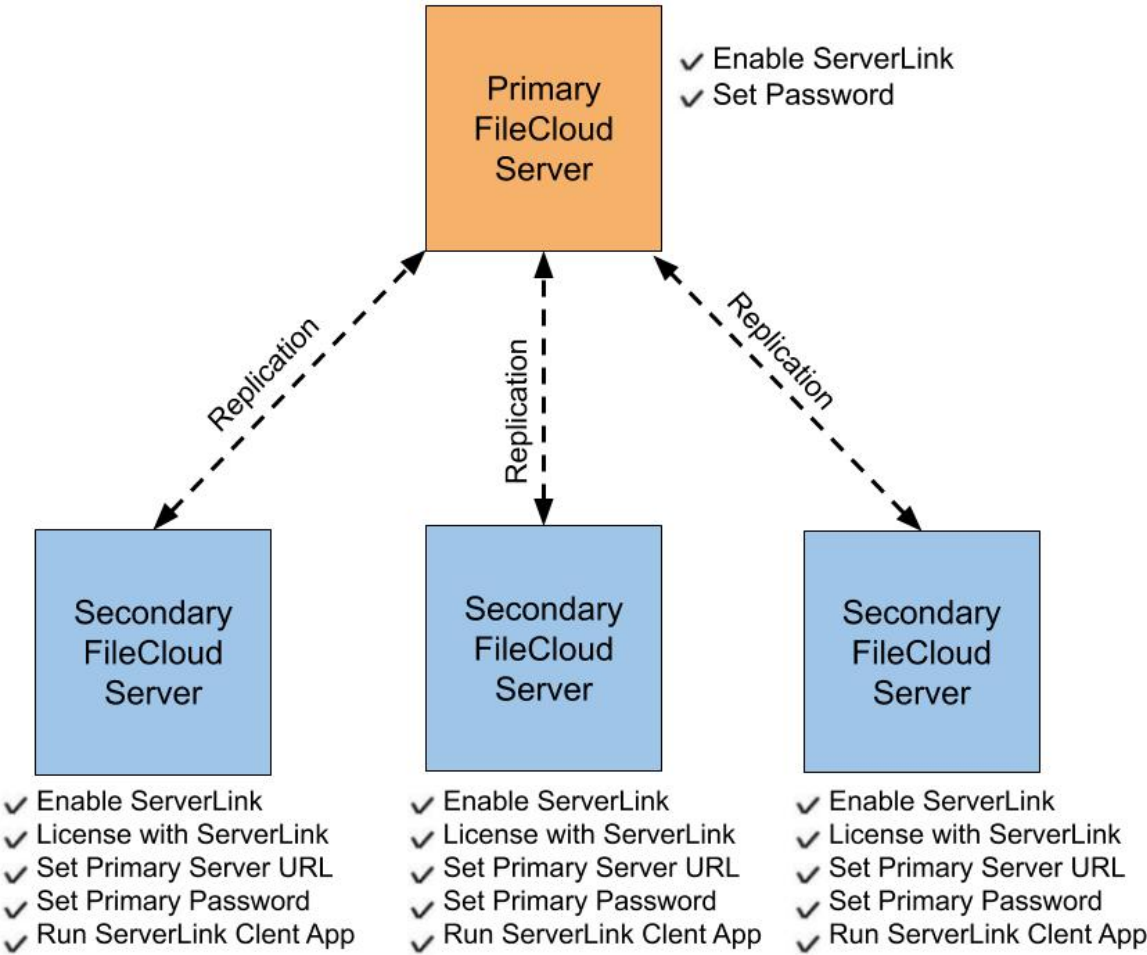 Primary
FileCloud
Server
Enable ServerLink
Set Password
Replication
Replication
Replication
Secondary
FileCloud
Server
Enable ServerLink
License with ServerLink
Set Primary Server URL
Set Primary Password
Run ServerLink Clent App
Secondary
FileCloud
Server
Enable ServerLink
License with ServerLink
Set Primary Server URL
Set Primary Password
Run ServerLink Clent App
Secondary
FileCloud
Server
Enable ServerLink
License with ServerLink
Set Primary Server URL
Set Primary Password
Run ServerLink Clent App